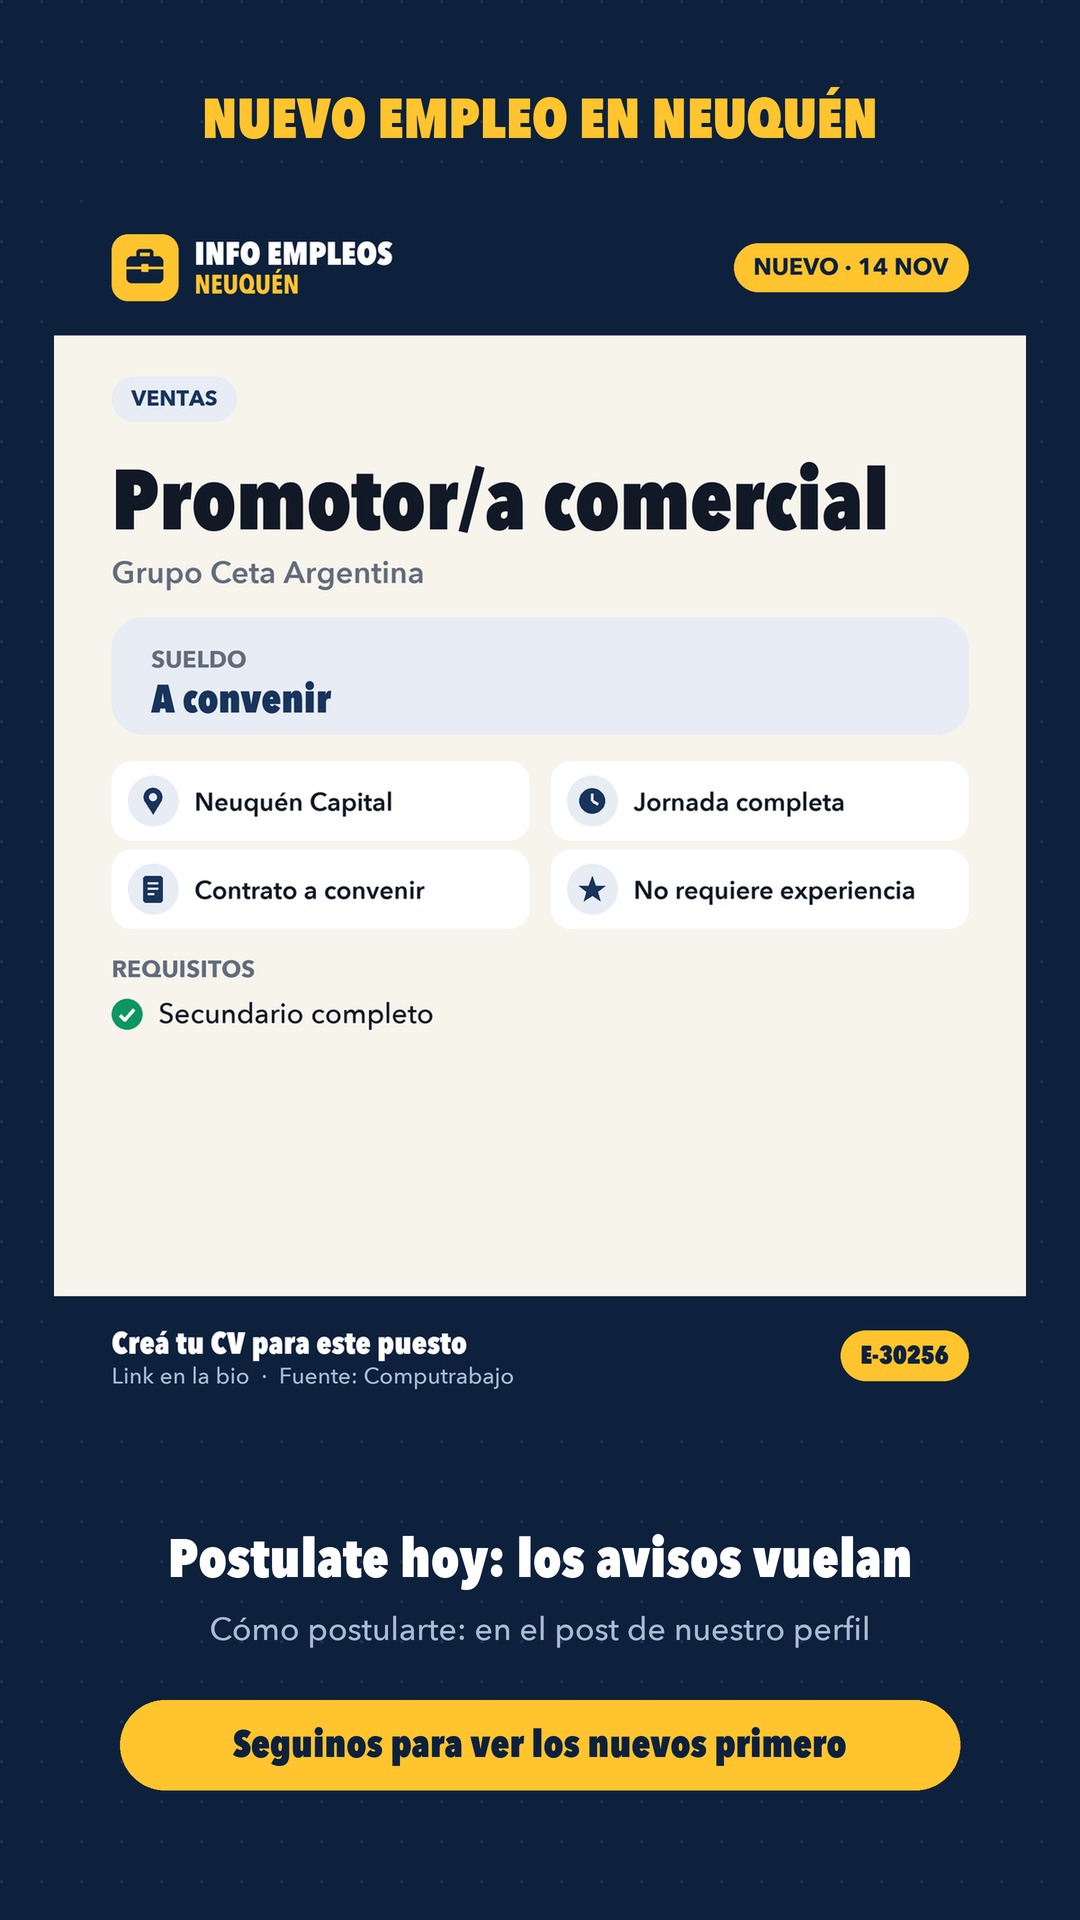 NUEVO EMPLEO EN NEUQUÉN
INFO EMPLEOS
NEUQUÉN
NUEVO · 14 NOV
VENTAS
Promotor/a comercial
Grupo Ceta Argentina
SUELDO
A convenir
Neuquén Capital
Jornada completa
Contrato a convenir
No requiere experiencia
REQUISITOS
Secundario completo
Creá tu CV para este puesto
Link en la bio · Fuente: Computrabajo
E-30256
Postulate hoy: los avisos vuelan
Cómo postularte: en el post de nuestro perfil
Seguinos para ver los nuevos primero